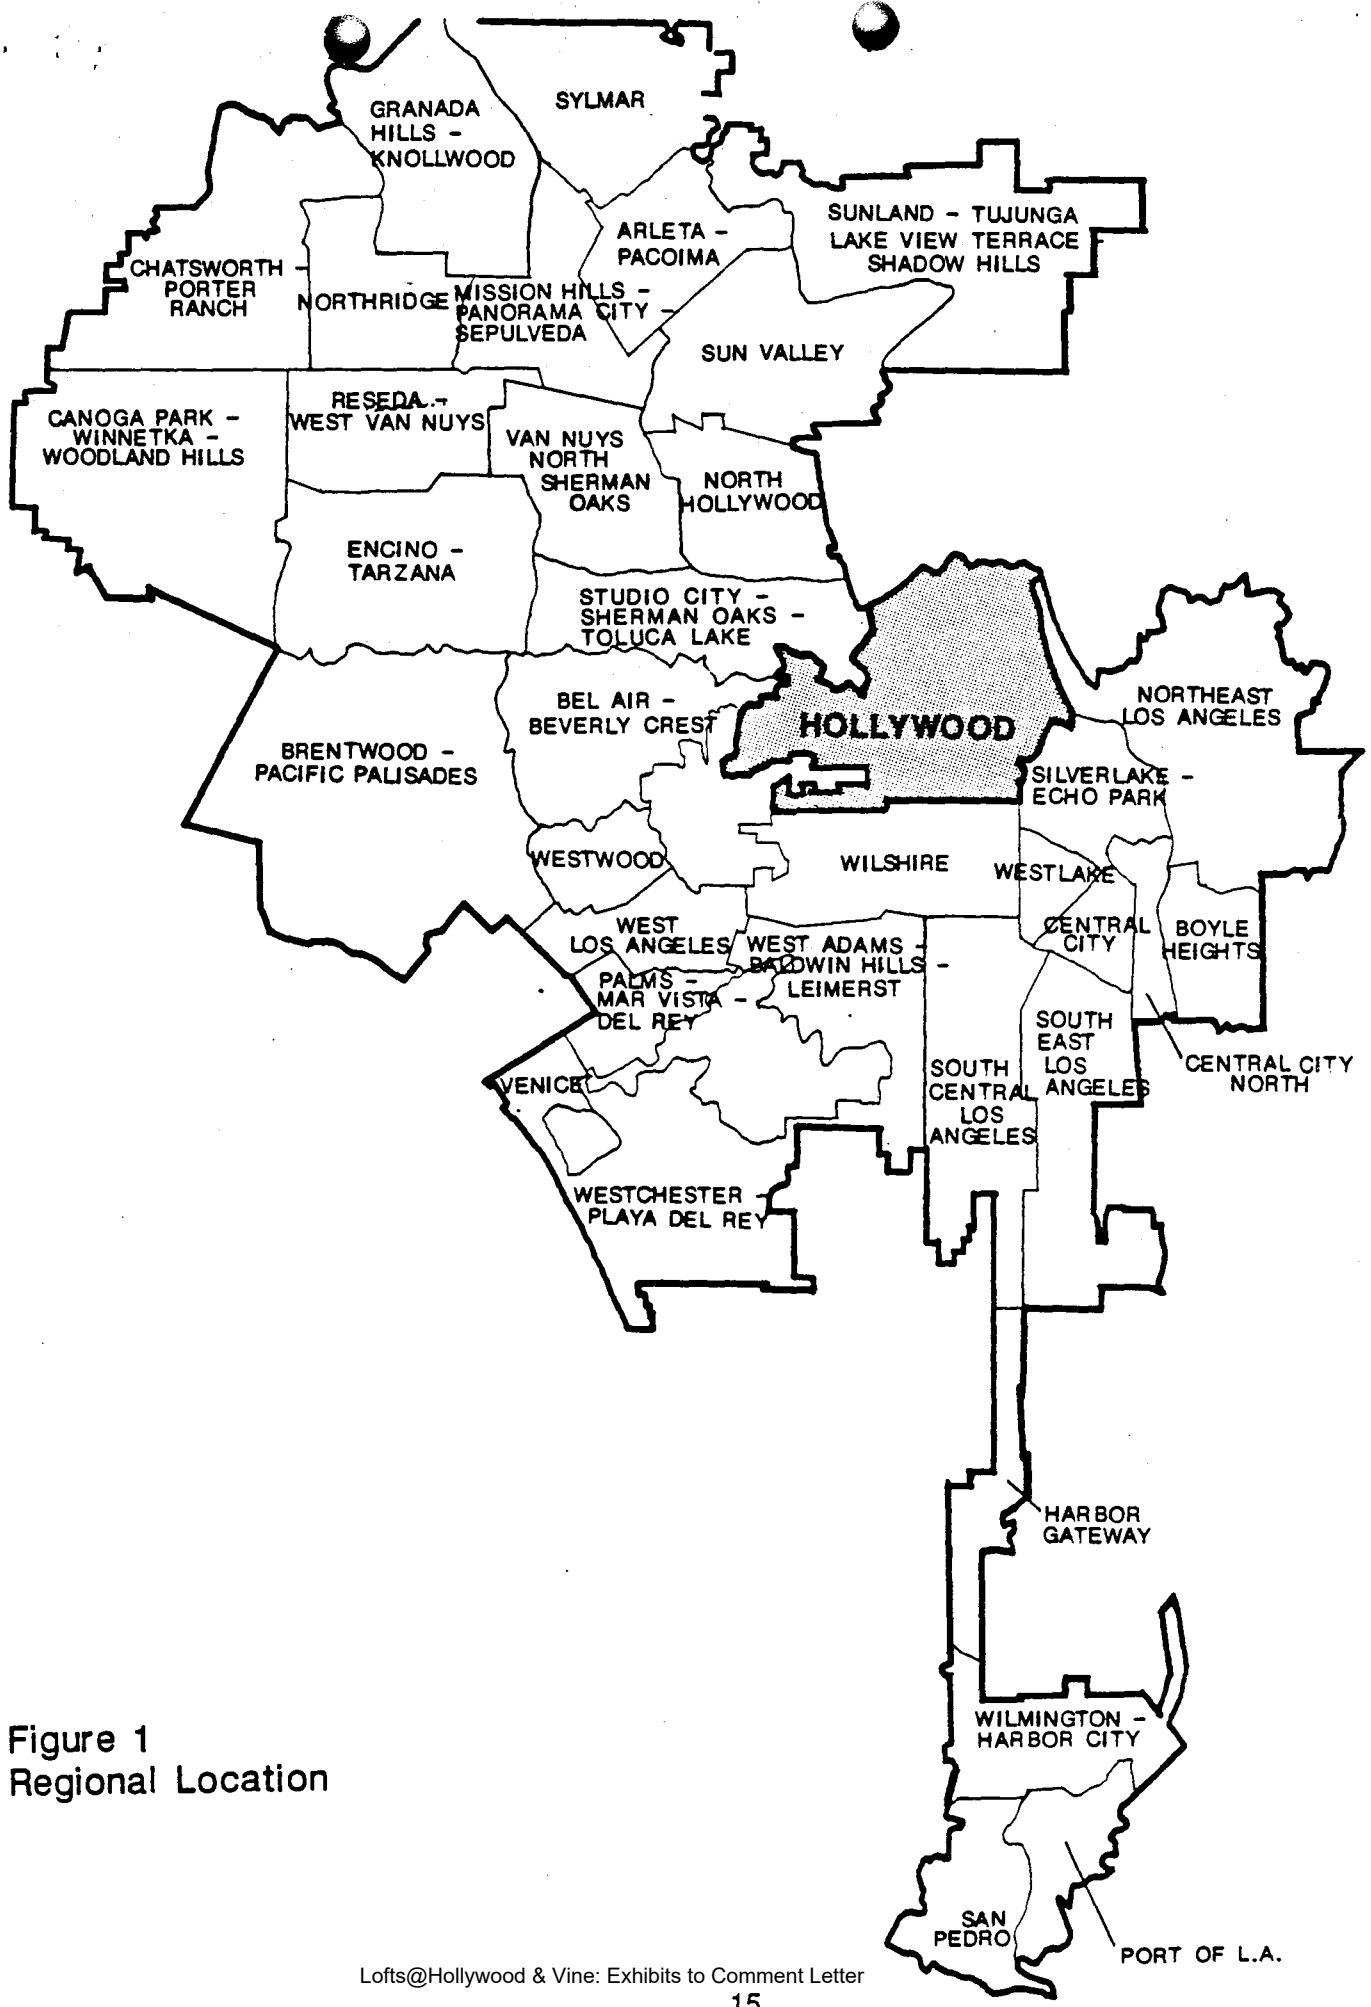 SYLMAR
GRANADA
HILLS -
KNOLLWOOD
SUNLAND - TUJUNGA
LAKE VIEW TERRACE
SHADOW HILLS
ARLETA -
PACOIMA
CHATSWORTH -
PORTER
RANCH
NORTHRIDGE
MISSION HILLS -
PANORAMA CITY -
SEPULVEDA
SUN VALLEY
CANOGA PARK -
WINNETKA -
WOODLAND HILLS
RESEDA -
WEST VAN NUYS
VAN NUYS
NORTH
SHERMAN
OAKS
NORTH
HOLLYWOOD
ENCINO -
TARZANA
STUDIO CITY -
SHERMAN OAKS -
TOLUCA LAKE
BEL AIR -
BEVERLY CREST
HOLLYWOOD
NORTHEAST
LOS ANGELES
BRENTWOOD -
PACIFIC PALISADES
SILVERLAKE -
ECHO PARK
WESTWOOD
WILSHIRE
WESTLAKE
WEST
LOS ANGELES
WEST ADAMS -
BALDWIN HILLS -
LEIMERST
CENTRAL
CITY
BOYLE
HEIGHTS
PALMS -
MAR VISTA -
DEL REY
VENICE
SOUTH
CENTRAL
LOS
ANGELES
SOUTH
EAST
LOS
ANGELES
CENTRAL CITY
NORTH
WESTCHESTER -
PLAYA DEL REY
HARBOR
GATEWAY
WILMINGTON -
HARBOR CITY
SAN
PEDRO
PORT OF L.A.
Figure 1
Regional Location
Lofts@Hollywood & Vine: Exhibits to Comment Letter
15